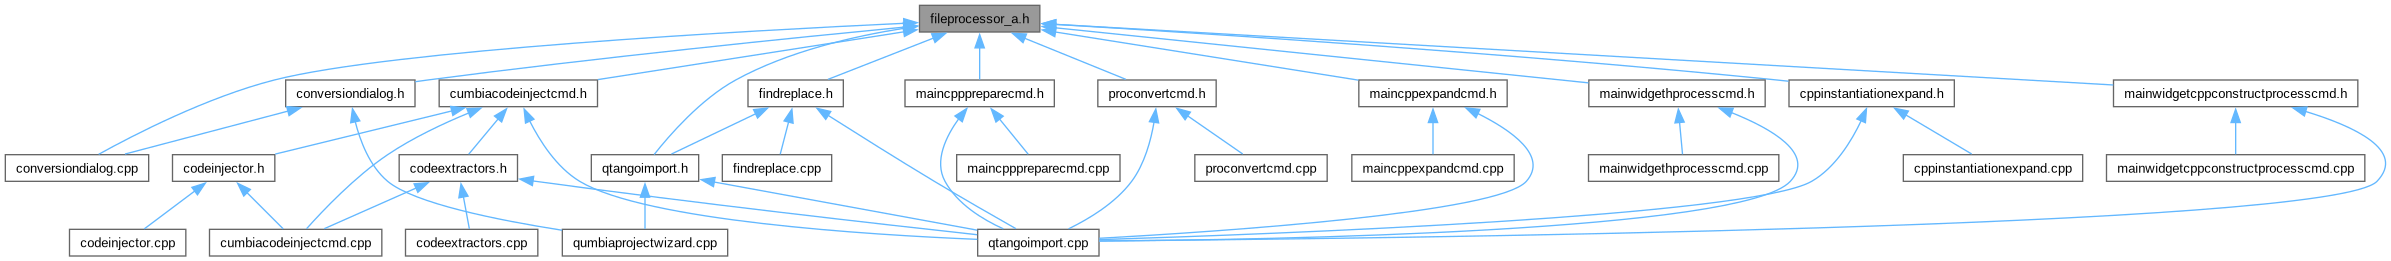 fileprocessor_a.h
conversiondialog.h
cumbiacodeinjectcmd.h
findreplace.h
maincpppreparecmd.h
proconvertcmd.h
maincppexpandcmd.h
mainwidgethprocesscmd.h
cppinstantiationexpand.h
mainwidgetcppconstructprocesscmd.h
conversiondialog.cpp
codeinjector.h
codeextractors.h
qtangoimport.h
findreplace.cpp
maincpppreparecmd.cpp
proconvertcmd.cpp
maincppexpandcmd.cpp
mainwidgethprocesscmd.cpp
cppinstantiationexpand.cpp
mainwidgetcppconstructprocesscmd.cpp
codeinjector.cpp
cumbiacodeinjectcmd.cpp
codeextractors.cpp
qumbiaprojectwizard.cpp
qtangoimport.cpp